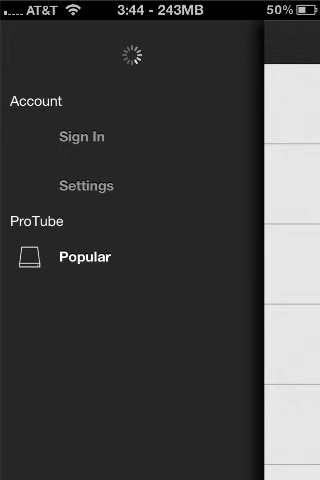 AT&T 3:44 - 243MB 50%
Account
Sign In
Settings
ProTube
Popular